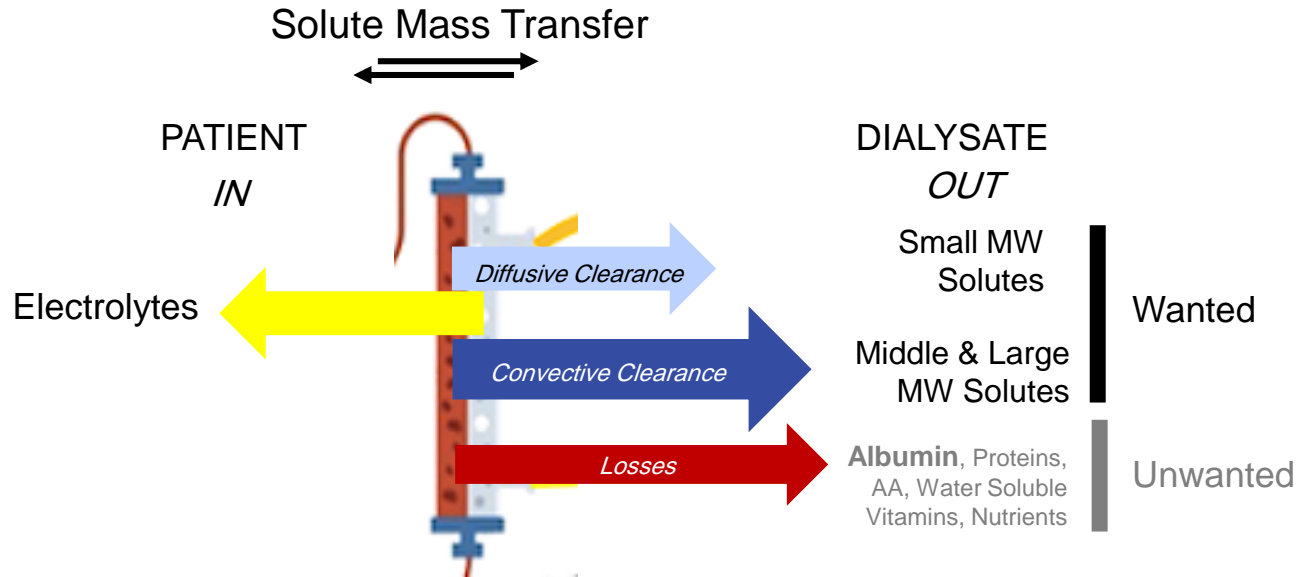 Solute Mass Transfer
PATIENT
IN
DIALYSATE
OUT
Electrolytes
Diffusive Clearance
Small MW
Solutes
Convective Clearance
Middle & Large
MW Solutes
Wanted
Losses
Albumin, Proteins,
AA, Water Soluble
Vitamins, Nutrients
Unwanted